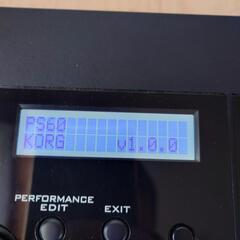 PS60
KORG v1.0.0
PERFORMANCE
EDIT EXIT